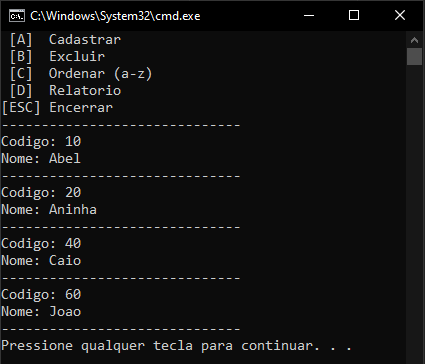 C:\Windows\System32\cmd.exe
[A] Cadastrar
[B] Excluir
[C] Ordenar (a-z)
[D] Relatorio
[ESC] Encerrar
------------------------------
Codigo: 10
Nome: Abel
------------------------------
Codigo: 20
Nome: Aninha
------------------------------
Codigo: 40
Nome: Caio
------------------------------
Codigo: 60
Nome: Joao
------------------------------
Pressione qualquer tecla para continuar. . .